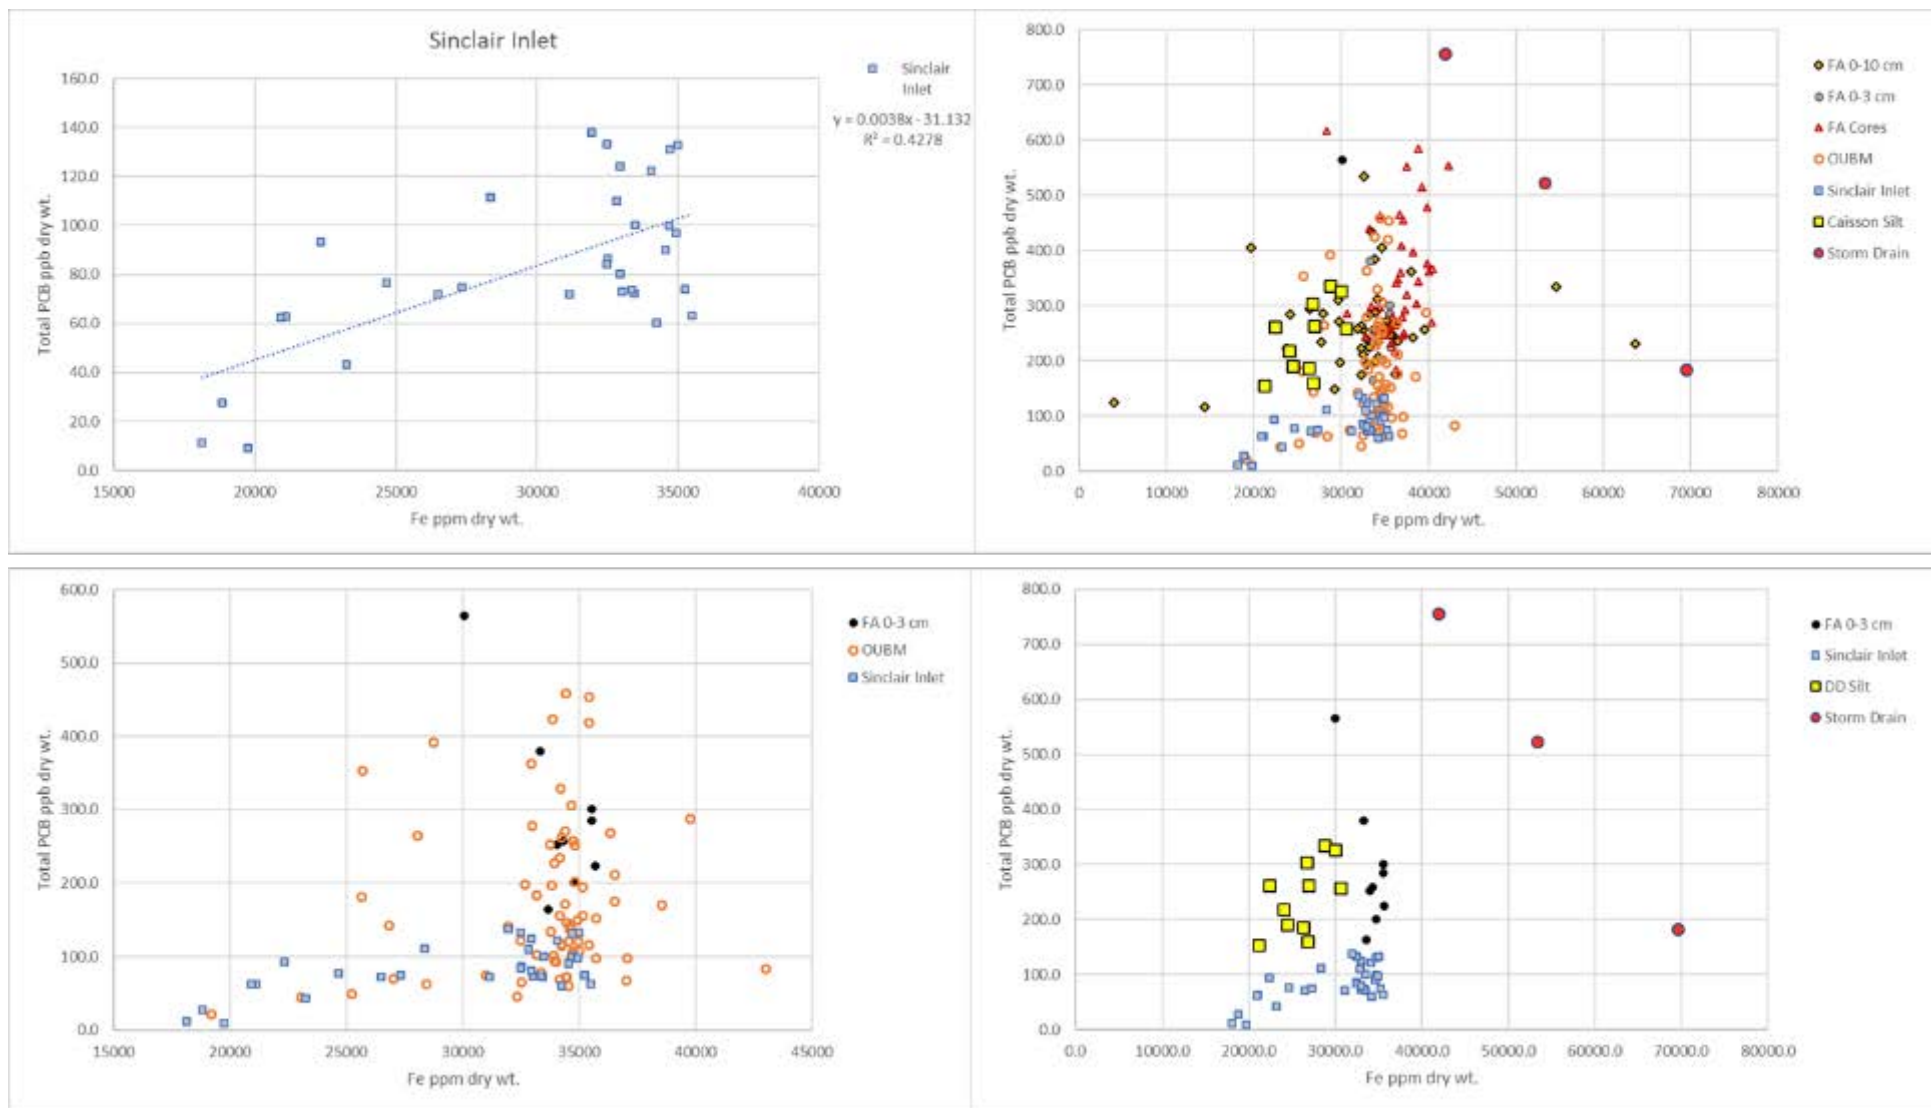 Sinclair Inlet
160.0
140.0
120.0
100.0
80.0
60.0
40.0
20.0
0.0
15000 20000 25000 30000 35000 40000
Total PCB ppb dry wt.
Fe ppm dry wt.
Sinclair
Inlet
y = 0.0038x - 31.132
R² = 0.4278
800.0
700.0
600.0
500.0
400.0
300.0
200.0
100.0
0.0
0 10000 20000 30000 40000 50000 60000 70000 80000
Total PCB ppb dry wt.
Fe ppm dry wt.
FA 0-10 cm
FA 0-3 cm
FA Cores
OUBM
Sinclair Inlet
Caisson Silt
Storm Drain
600.0
500.0
400.0
300.0
200.0
100.0
0.0
15000 20000 25000 30000 35000 40000 45000
Total PCB ppb dry wt.
Fe ppm dry wt.
FA 0-3 cm
OUBM
Sinclair Inlet
800.0
700.0
600.0
500.0
400.0
300.0
200.0
100.0
0.0
0.0 10000.0 20000.0 30000.0 40000.0 50000.0 60000.0 70000.0 80000.0
Total PCB ppb dry wt.
Fe ppm dry wt.
FA 0-3 cm
Sinclair Inlet
DD Silt
Storm Drain